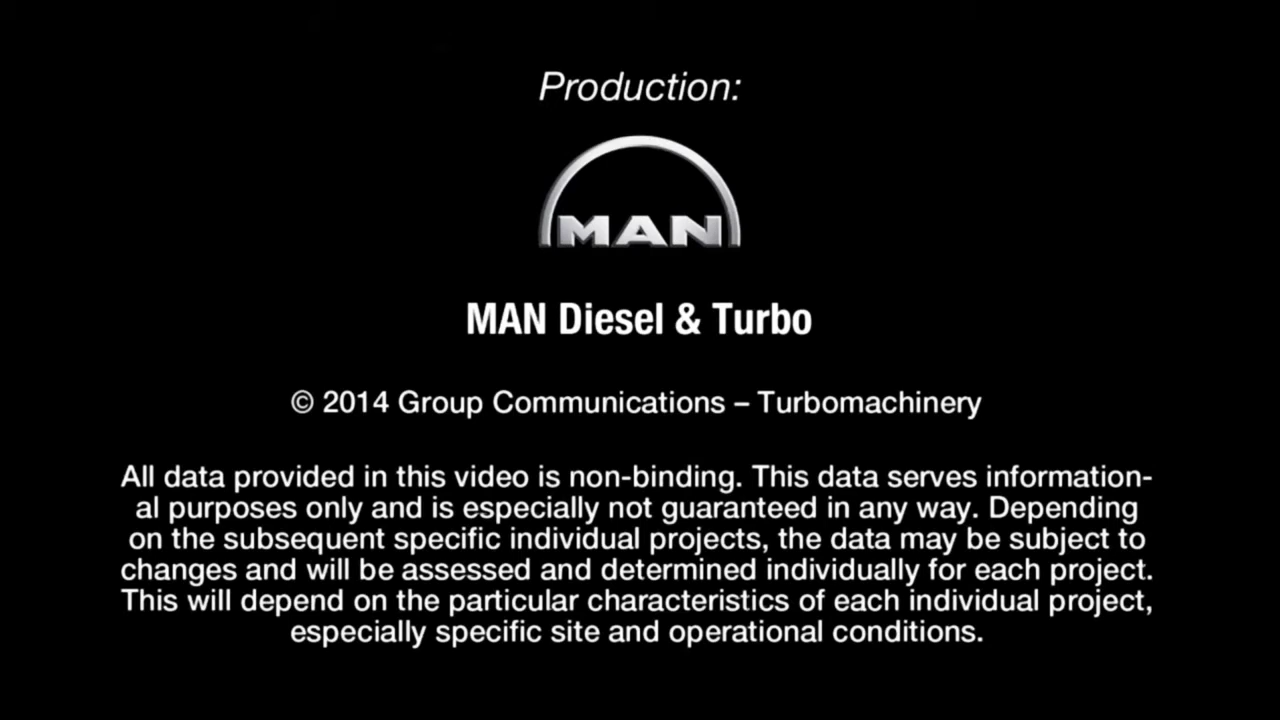 Production:
MAN
MAN Diesel & Turbo
© 2014 Group Communications – Turbomachinery
All data provided in this video is non-binding. This data serves information-
al purposes only and is especially not guaranteed in any way. Depending
on the subsequent specific individual projects, the data may be subject to
changes and will be assessed and determined individually for each project.
This will depend on the particular characteristics of each individual project,
especially specific site and operational conditions.